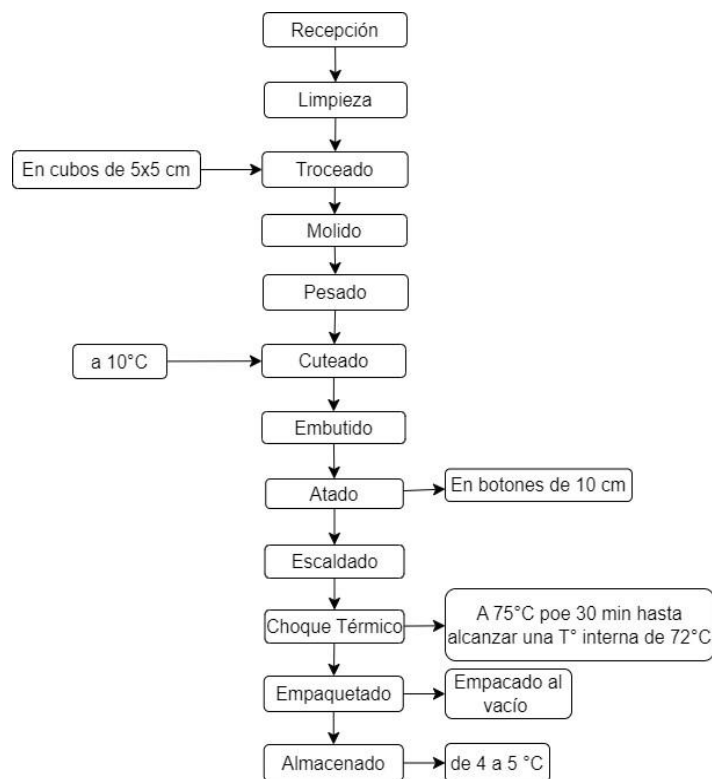 Recepción
Limpieza
En cubos de 5x5 cm
Troceado
Molido
Pesado
a 10°C
Cuteado
Embutido
Atado
En botones de 10 cm
Escaldado
Choque Térmico
A 75°C poe 30 min hasta
alcanzar una T° interna de 72°C
Empaquetado
Empacado al
vacío
Almacenado
de 4 a 5 °C